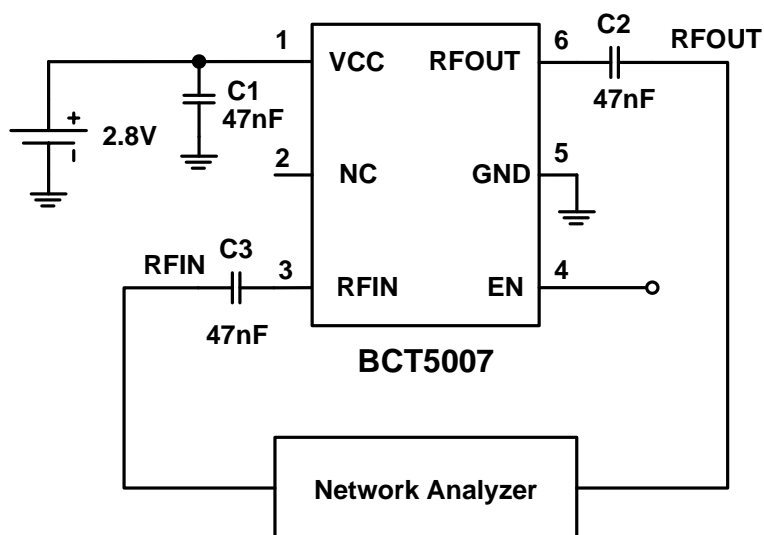 C2
1
6
RFOUT
VCC
RFOUT
C1
47nF
47nF
+
2.8V
2
5
NC
GND
C3
RFIN
3
4
RFIN
EN
47nF
BCT5007
Network Analyzer